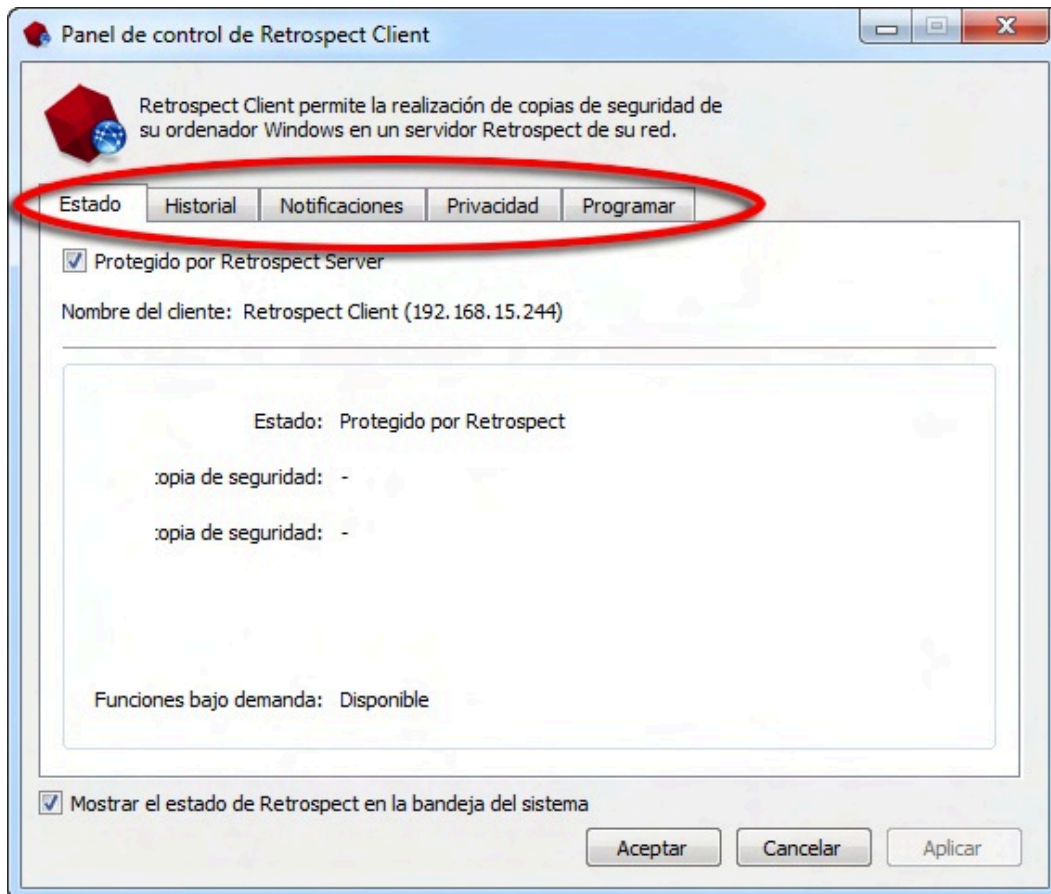 Panel de control de Retrospect Client
Retrospect Client permite la realización de copias de seguridad de
su ordenador Windows en un servidor Retrospect de su red.
Estado Historial Notificaciones Privacidad Programar
Protegido por Retrospect Server
Nombre del cliente: Retrospect Client (192.168.15.244)
Estado: Protegido por Retrospect
opia de seguridad: -
opia de seguridad: -
Funciones bajo demanda: Disponible
Mostrar el estado de Retrospect en la bandeja del sistema
Aceptar Cancelar Aplicar